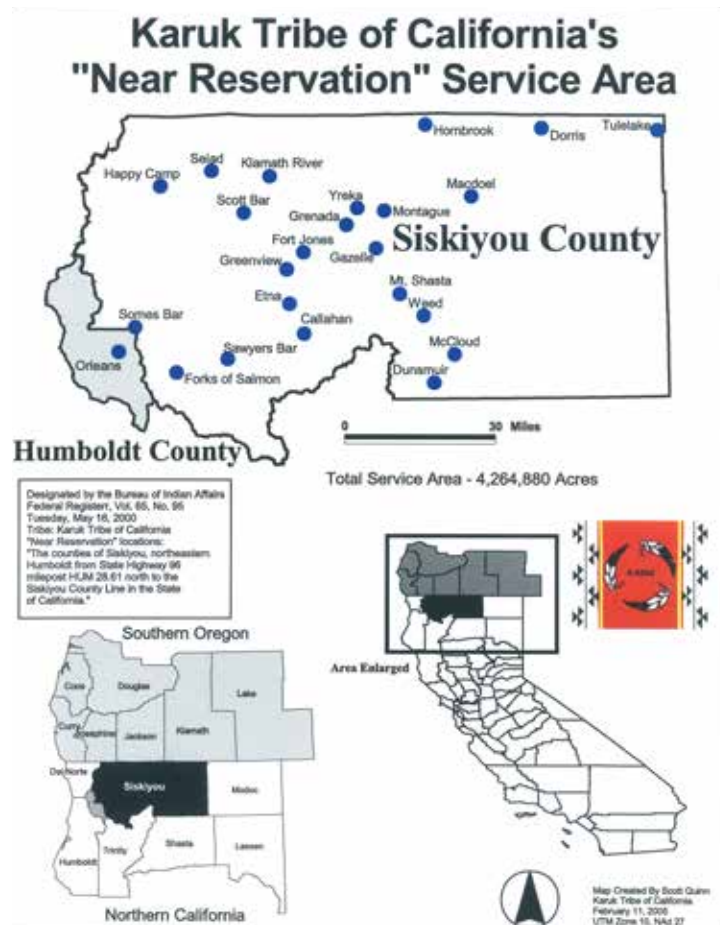 Karuk Tribe of California's
"Near Reservation" Service Area
Hornbrook
Dorris
Tulelake
Happy Camp
Seiad
Klamath River
Macdoel
Scott Bar
Yreka
Montague
Grenada
Siskiyou County
Fort Jones
Gazelle
Greenview
Mt. Shasta
Etna
Weed
Somes Bar
Callahan
McCloud
Orleans
Sawyers Bar
Forks of Salmon
Dunsmuir
0 30 Miles
Humboldt County
Total Service Area - 4,264,880 Acres
Designated by the Bureau of Indian Affairs
Federal Registerr, Vol. 65, No. 95
Tuesday, May 16, 2000
Tribe: Karuk Tribe of California
"Near Reservation" locations:
"The counties of Siskiyou, northeastern
Humboldt from State Highway 96
milepost HUM 28.61 north to the
Siskiyou County Line in the State
of California."
Area Enlarged
Southern Oregon
Coos
Douglas
Lake
Curry
Josephine
Jackson
Klamath
Del Norte
Siskiyou
Modoc
Humboldt
Trinity
Shasta
Lassen
Northern California
Map Created By Scott Quinn
Karuk Tribe of California
February 11, 2005
UTM Zone 10, NAd 27